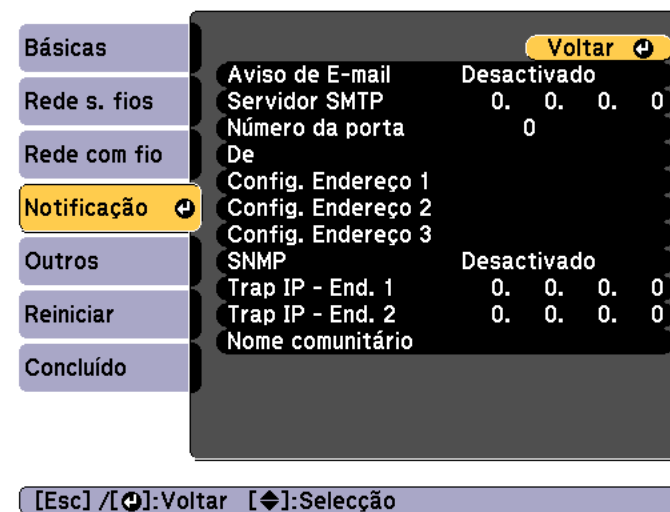 Básicas
Rede s. fios
Rede com fio
Notificação
Outros
Reiniciar
Concluído
Voltar
Aviso de E-mail Desactivado
Servidor SMTP 0. 0. 0. 0
Número da porta 0
De
Config. Endereço 1
Config. Endereço 2
Config. Endereço 3
SNMP Desactivado
Trap IP - End. 1 0. 0. 0. 0
Trap IP - End. 2 0. 0. 0. 0
Nome comunitário
[Esc] /[⏎]:Voltar [◆]:Selecção